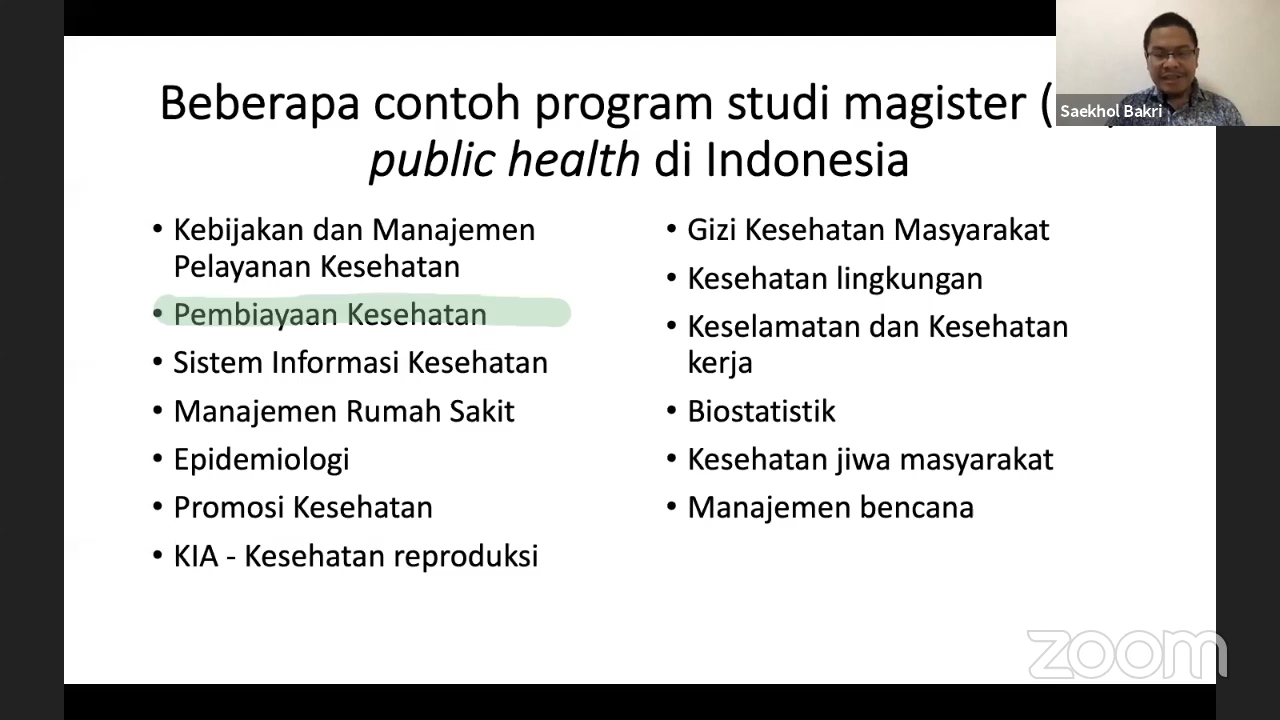 Beberapa contoh program studi magister (
public health di Indonesia
• Kebijakan dan Manajemen
Pelayanan Kesehatan
• Pembiayaan Kesehatan
• Sistem Informasi Kesehatan
• Manajemen Rumah Sakit
• Epidemiologi
• Promosi Kesehatan
• KIA - Kesehatan reproduksi
• Gizi Kesehatan Masyarakat
• Kesehatan lingkungan
• Keselamatan dan Kesehatan
kerja
• Biostatistik
• Kesehatan jiwa masyarakat
• Manajemen bencana
Saekhol Bakri
zoom